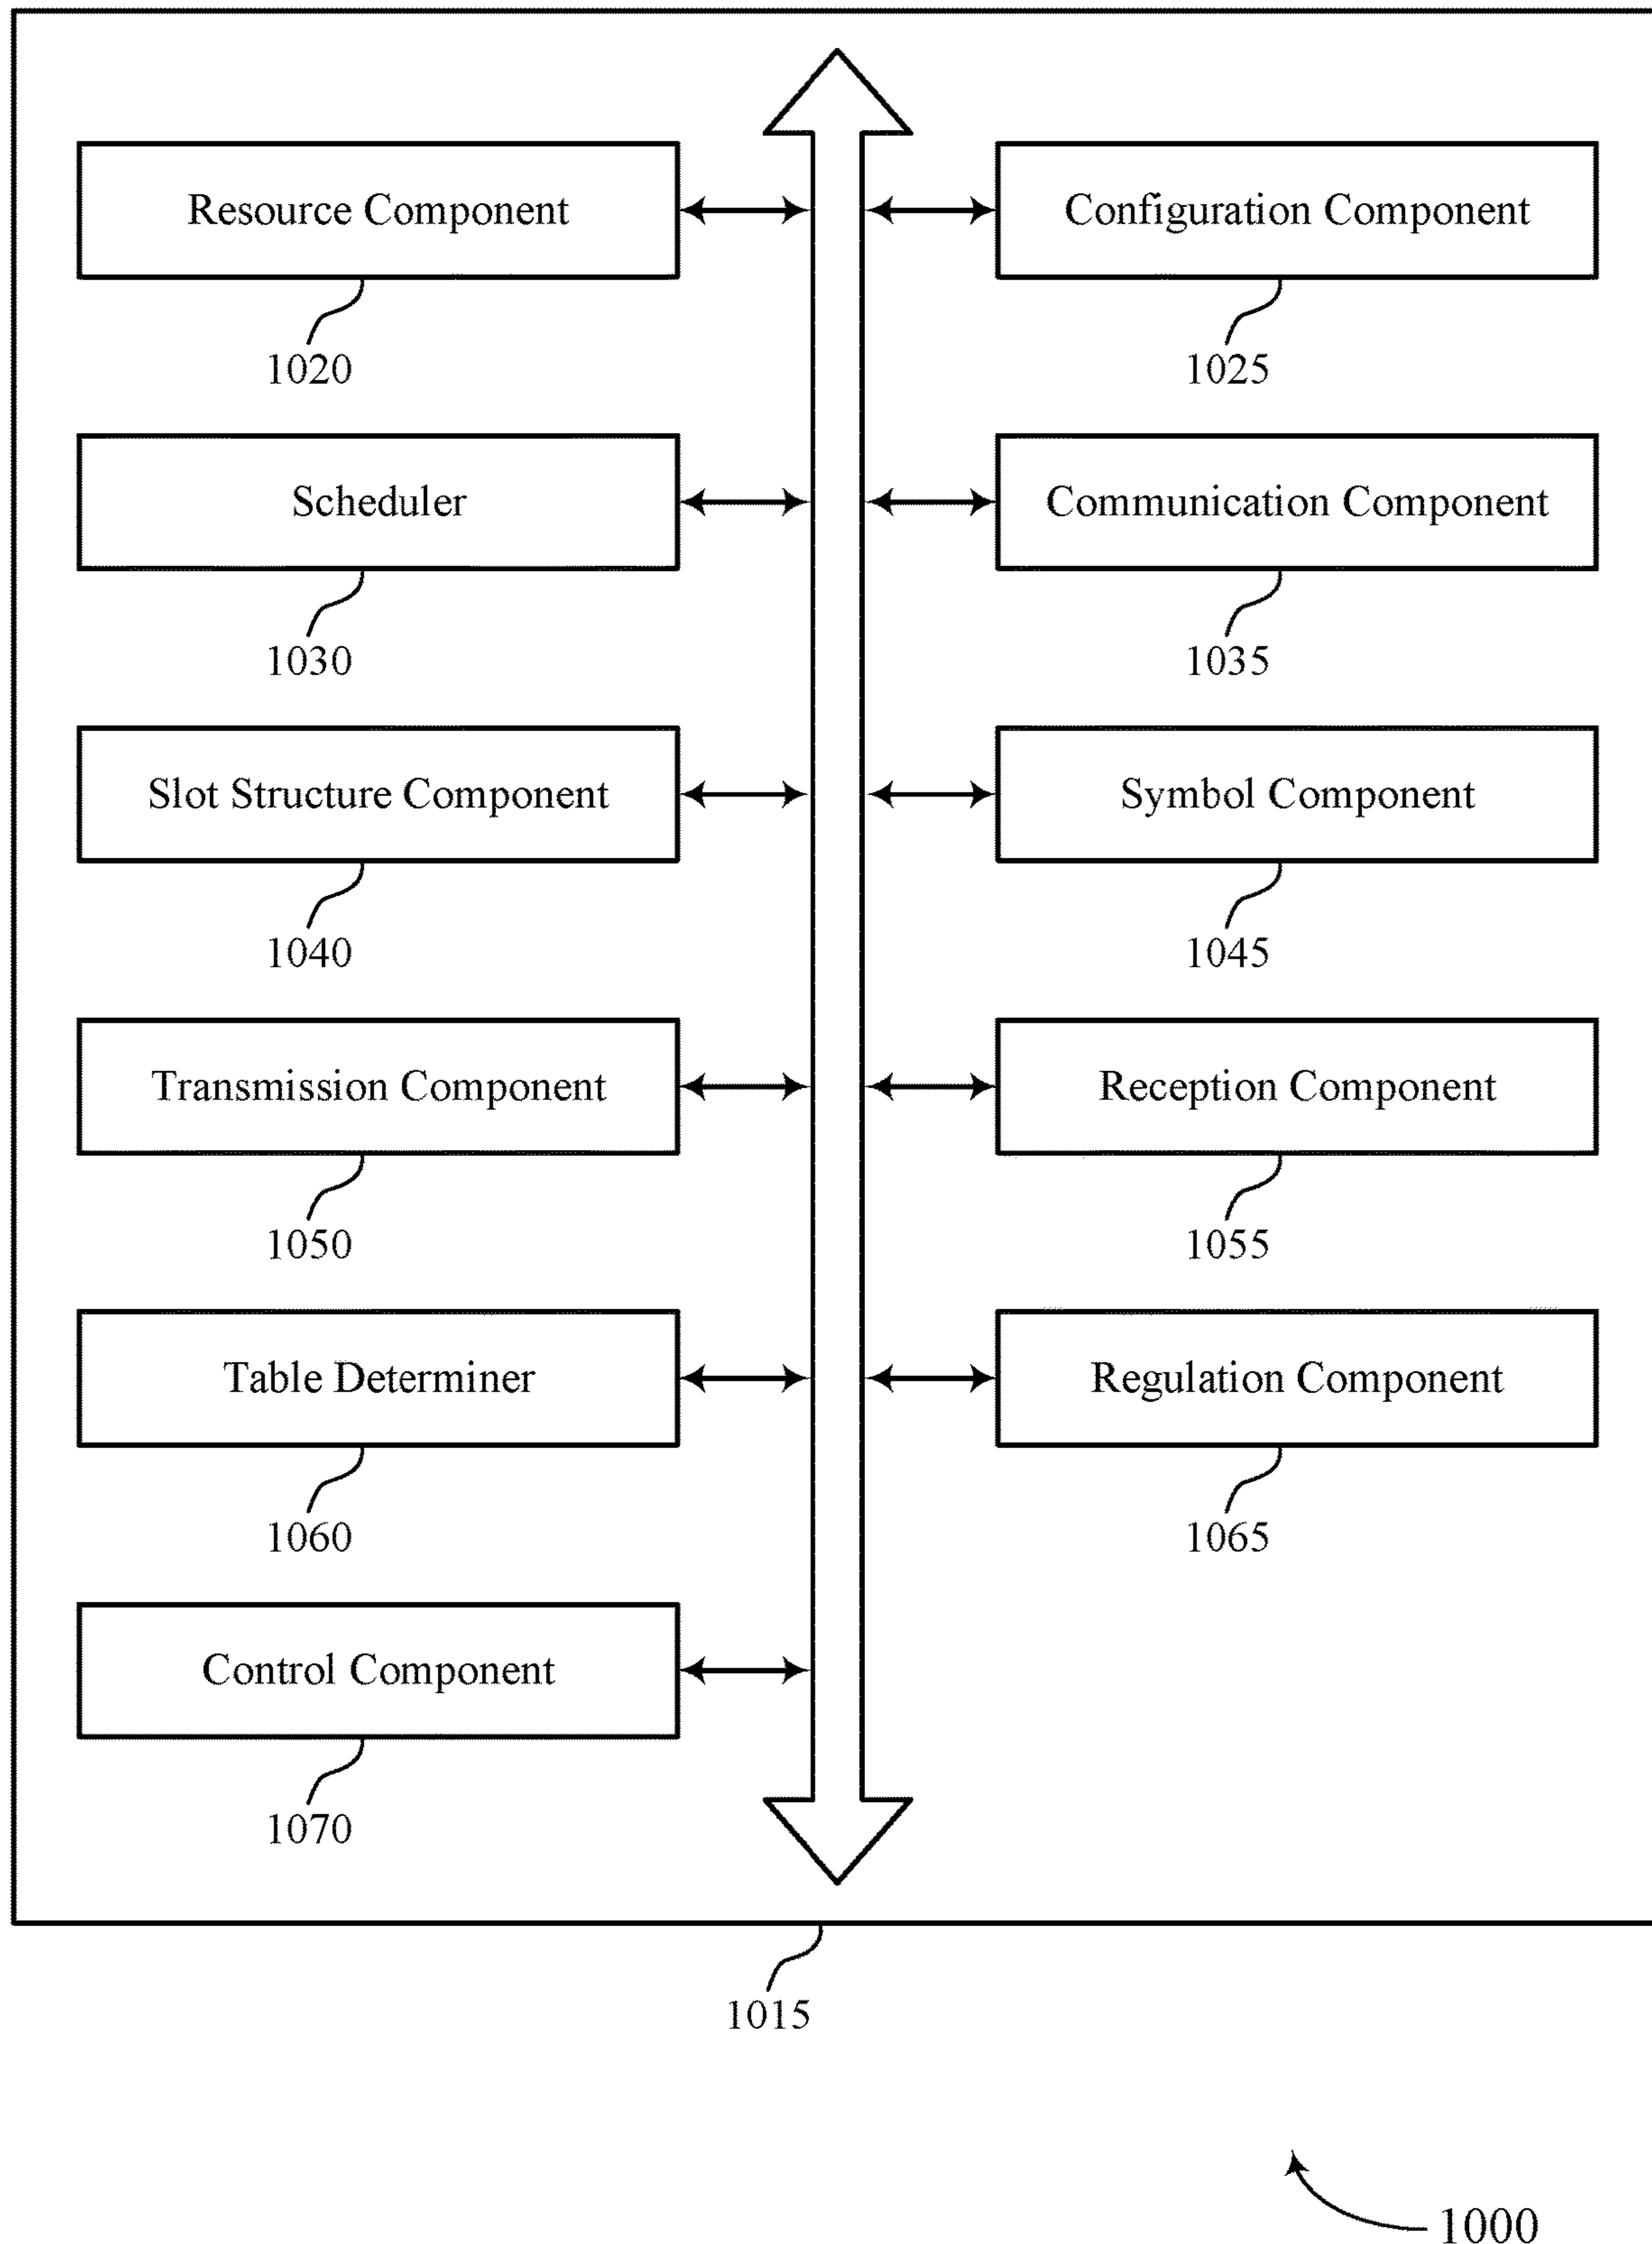 Resource Component
Configuration Component
1020
1025
Scheduler
Communication Component
1030
1035
Slot Structure Component
Symbol Component
1040
1045
Transmission Component
Reception Component
1050
1055
Table Determiner
Regulation Component
1060
1065
Control Component
1070
1015
1000